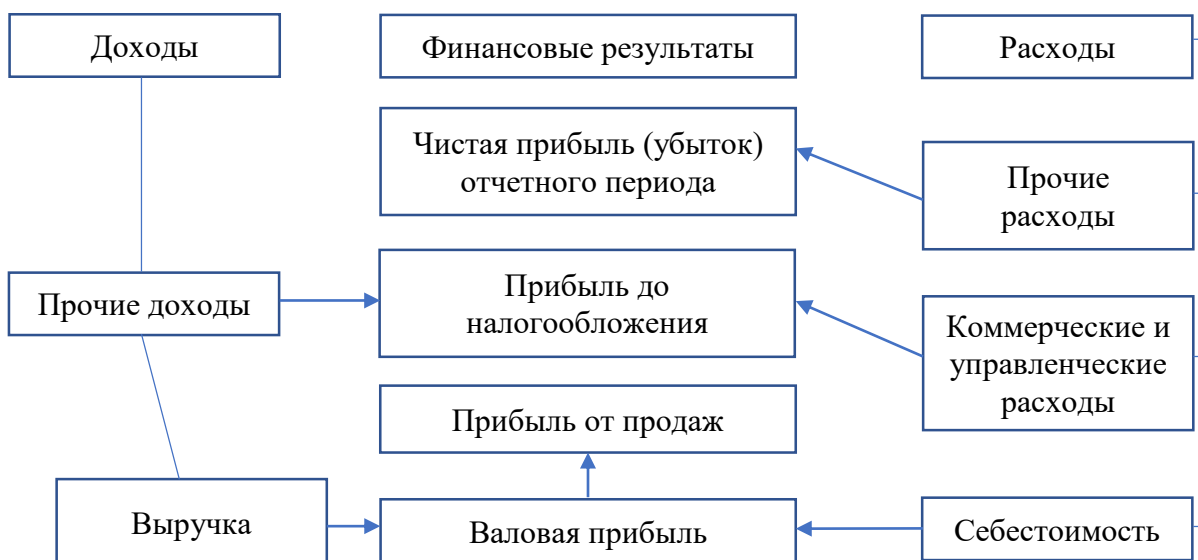 Доходы
Финансовые результаты
Расходы
Чистая прибыль (убыток)
отчетного периода
Прочие
расходы
Прочие доходы
Прибыль до
налогообложения
Коммерческие и
управленческие
расходы
Прибыль от продаж
Выручка
Валовая прибыль
Себестоимость